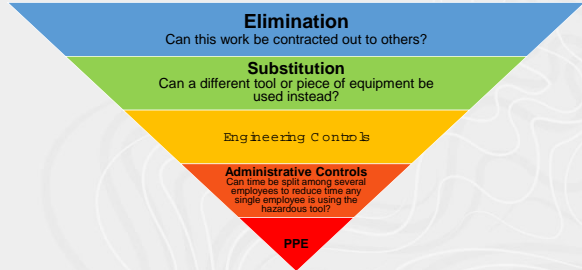 Elimination
Can this work be contracted out to others?
Substitution
Can a different tool or piece of equipment be
used instead?
Engineering Controls
Administrative Controls
Can time be split among several
employees to reduce time any
single employee is using the
hazardous tool?
PPE